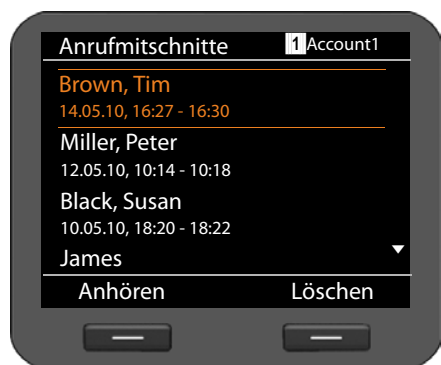 Anrufmitschnitte 1 Account1
Brown, Tim
14.05.10, 16:27 - 16:30
Miller, Peter
12.05.10, 10:14 - 10:18
Black, Susan
10.05.10, 18:20 - 18:22
James
Anhören Löschen